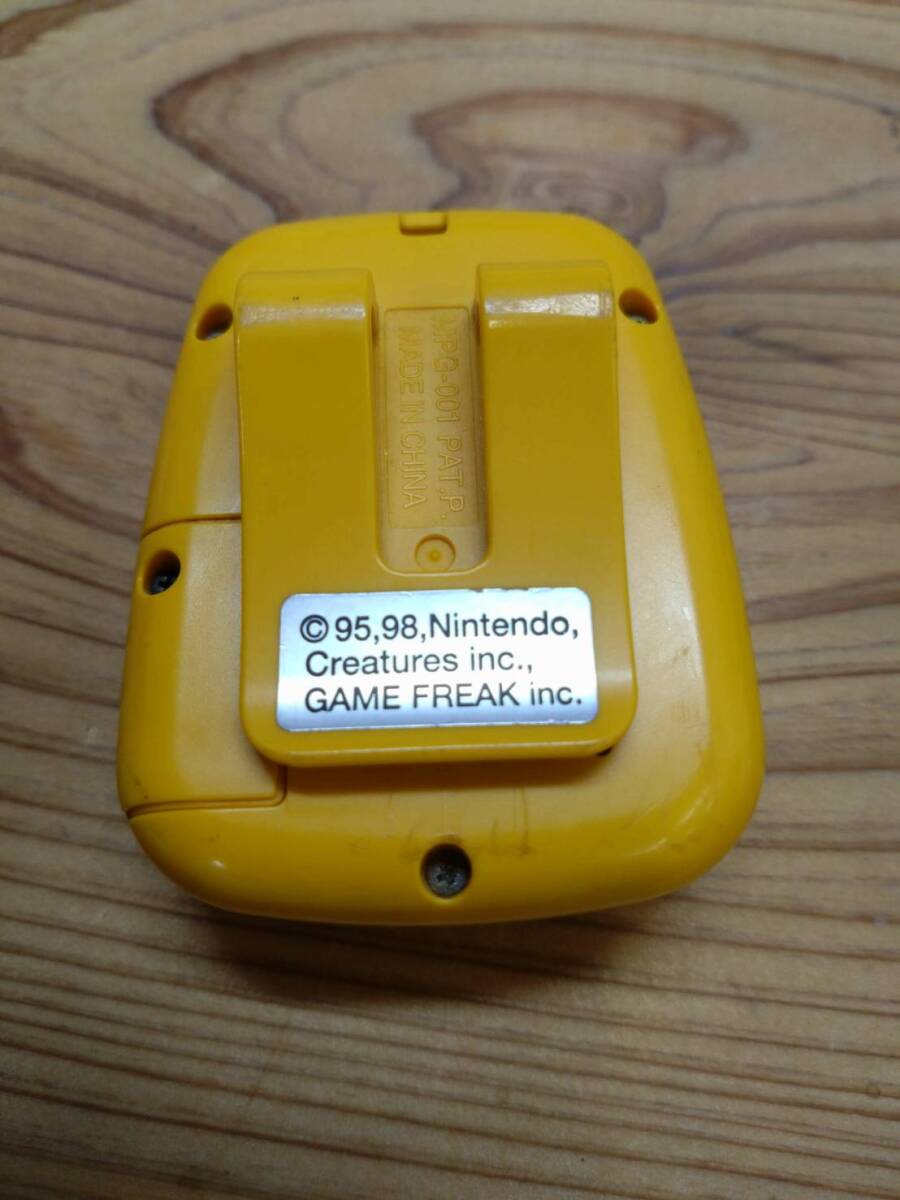 MPG-001 PAT.P.
MADE IN CHINA
©95,98,Nintendo,
Creatures inc.,
GAME FREAK inc.